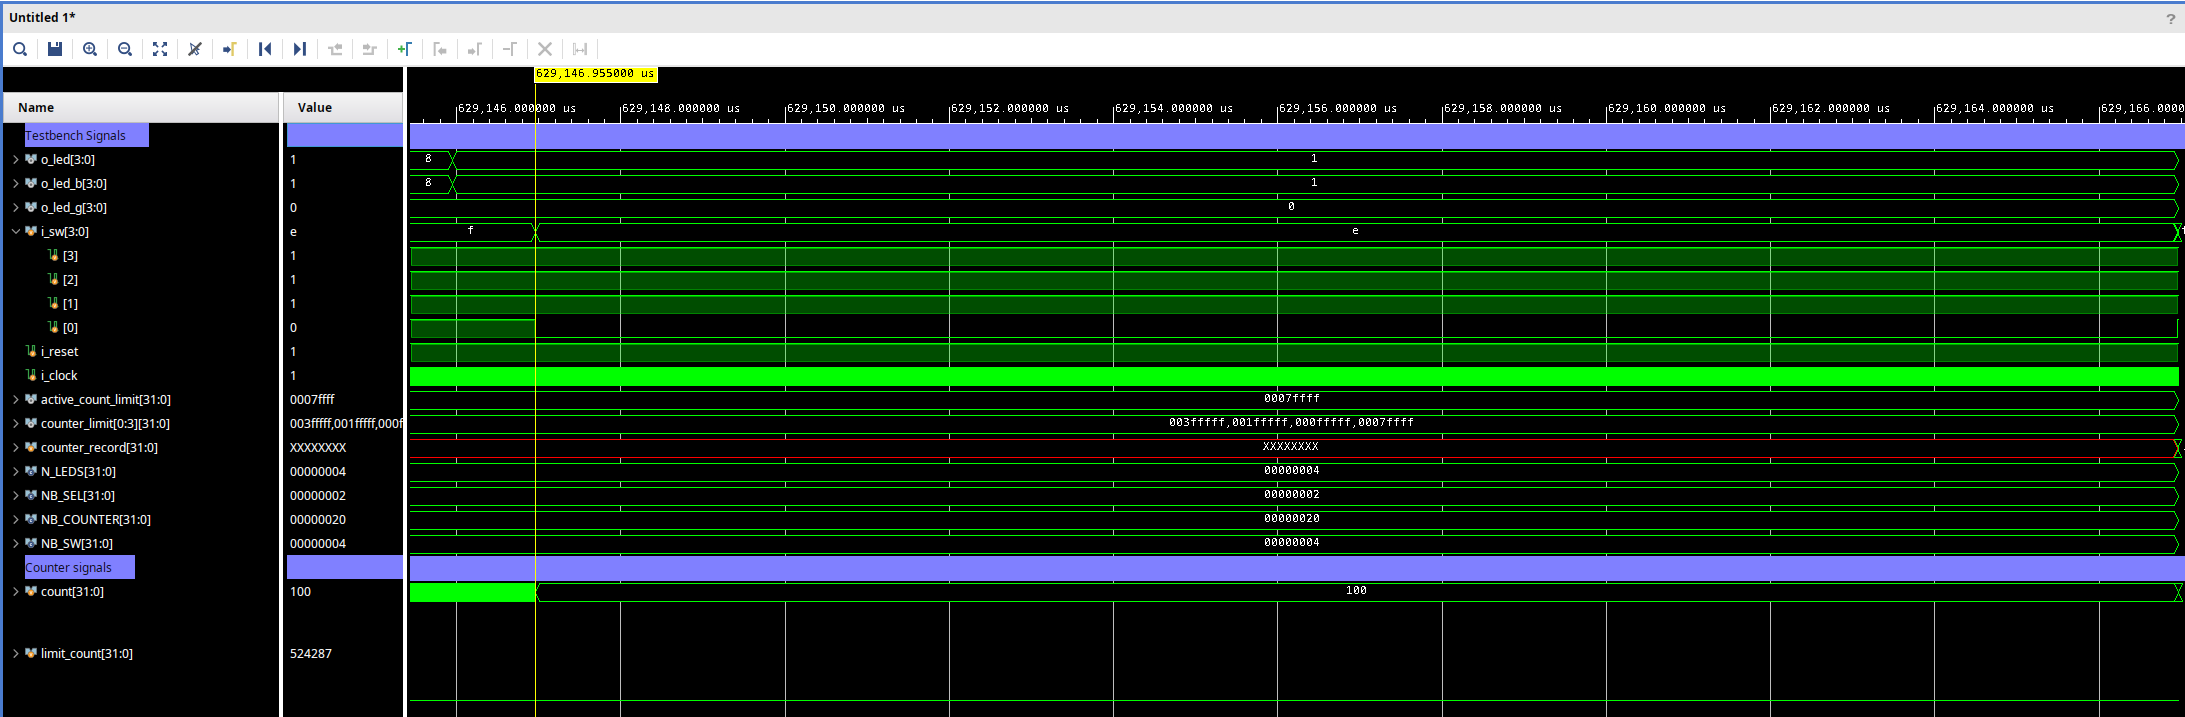 Untitled 1*
?
629,146.955000 us
Name Value
629,146.000000 us 629,148.000000 us 629,150.000000 us 629,152.000000 us 629,154.000000 us 629,156.000000 us 629,158.000000 us 629,160.000000 us 629,162.000000 us 629,164.000000 us 629,166.0000
Testbench Signals
o_led[3:0] 1 8 1
o_led_b[3:0] 1 8 1
o_led_g[3:0] 0 0
i_sw[3:0] e f e
[3] 1
[2] 1
[1] 1
[0] 0
i_reset 1
i_clock 1
active_count_limit[31:0] 0007ffff 0007ffff
counter_limit[0:3][31:0] 003fffff,001fffff,000f 003fffff,001fffff,000fffff,0007ffff
counter_record[31:0] XXXXXXXX XXXXXXXX
N_LEDS[31:0] 00000004 00000004
NB_SEL[31:0] 00000002 00000002
NB_COUNTER[31:0] 00000020 00000020
NB_SW[31:0] 00000004 00000004
Counter signals
count[31:0] 100 100
limit_count[31:0] 524287